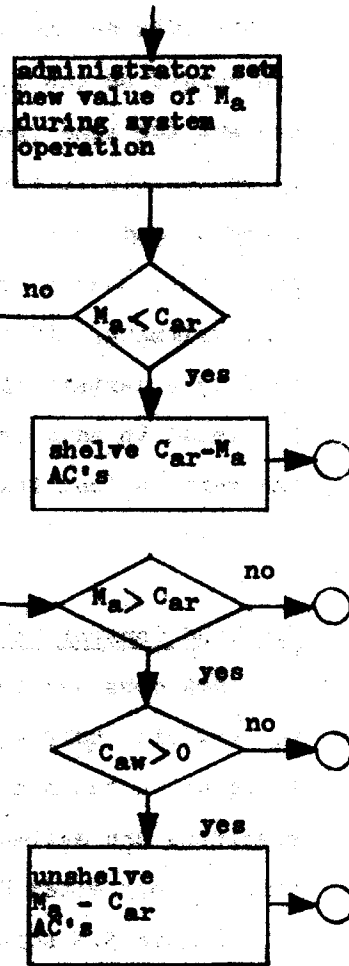 administrator sets
new value of Ma
during system
operation
no
Ma < Car
yes
shelve Car-Ma
AC's
Ma > Car
no
yes
Caw > 0
no
yes
unshelve
Ma - Car
AC's